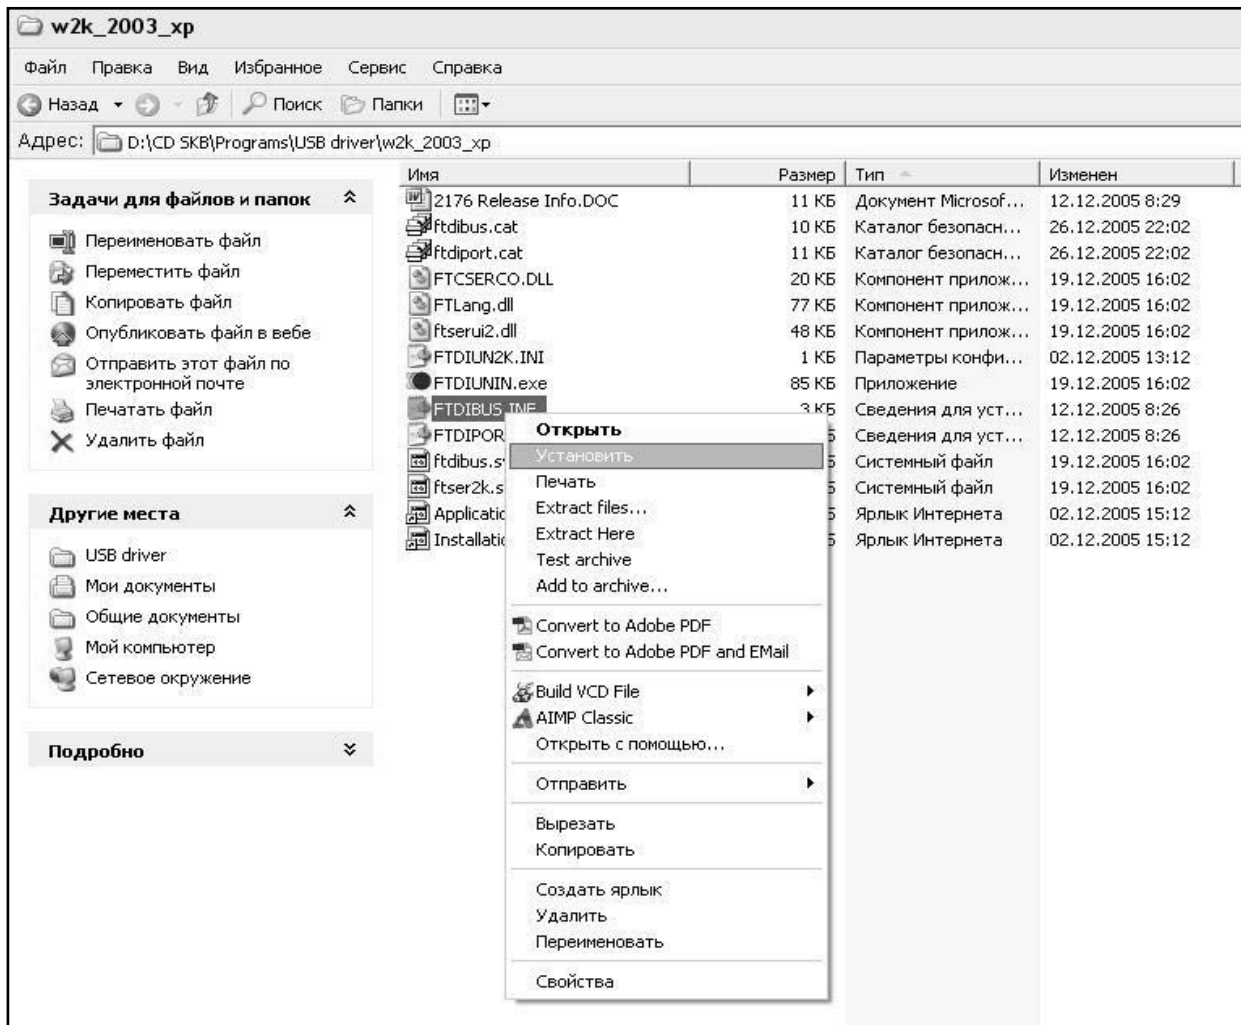 w2k_2003_xp
Файл Правка Вид Избранное Сервис Справка
Назад Поиск Папки
Адрес: D:\CD SKB\Programs\USB driver\w2k_2003_xp
Задачи для файлов и папок
Переименовать файл
Переместить файл
Копировать файл
Опубликовать файл в вебе
Отправить этот файл по
электронной почте
Печатать файл
Удалить файл
Другие места
USB driver
Мои документы
Общие документы
Мой компьютер
Сетевое окружение
Подробно
Имя Размер Тип Изменен
2176 Release Info.DOC 11 КБ Документ Microsof... 12.12.2005 8:29
ftdibus.cat 10 КБ Каталог безопасн... 26.12.2005 22:02
ftdiport.cat 11 КБ Каталог безопасн... 26.12.2005 22:02
FTCSERCO.DLL 20 КБ Компонент прилож... 19.12.2005 16:02
FTLang.dll 77 КБ Компонент прилож... 19.12.2005 16:02
ftserui2.dll 48 КБ Компонент прилож... 19.12.2005 16:02
FTDIUN2K.INI 1 КБ Параметры конфи... 02.12.2005 13:12
FTDIUNIN.exe 85 КБ Приложение 19.12.2005 16:02
FTDIBUS.INF 3 КБ Сведения для уст... 12.12.2005 8:26
FTDIPOR Сведения для уст... 12.12.2005 8:26
ftdibus.s Системный файл 19.12.2005 16:02
ftser2k.s Системный файл 19.12.2005 16:02
Applicatio Ярлык Интернета 02.12.2005 15:12
Installatio Ярлык Интернета 02.12.2005 15:12
Открыть
Установить
Печать
Extract files...
Extract Here
Test archive
Add to archive...
Convert to Adobe PDF
Convert to Adobe PDF and EMail
Build VCD File
AIMP Classic
Открыть с помощью...
Отправить
Вырезать
Копировать
Создать ярлык
Удалить
Переименовать
Свойства